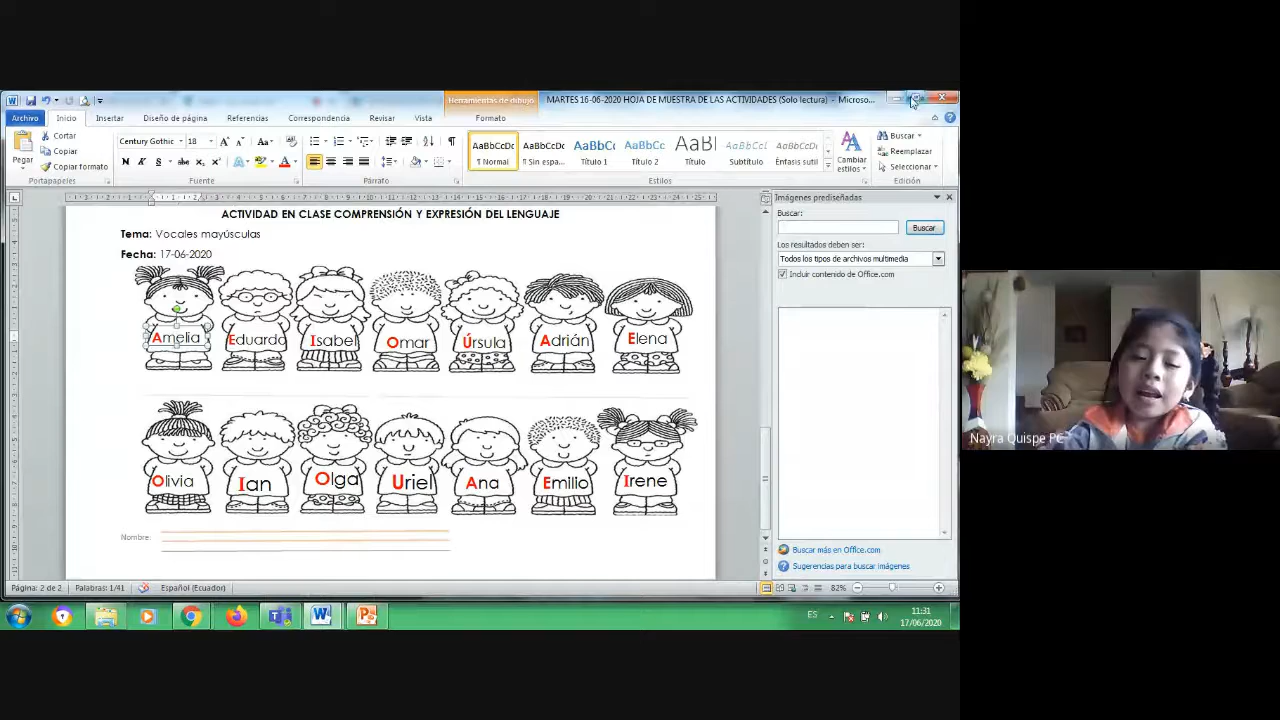 MARTES 16-06-2020 HOJA DE MUESTRA DE LAS ACTIVIDADES (Solo lectura) - Microso...
Herramientas de dibujo
Archivo Inicio Insertar Diseño de página Referencias Correspondencia Revisar Vista Formato
Pegar
Cortar
Copiar
Copiar formato
Portapapeles
Century Gothic 18
Fuente
Párrafo
AaBbCcDc AaBbCcDc AaBbC AaBbCc AaBl AaBbCcI AaBbCcDc
¶ Normal ¶ Sin espa... Título 1 Título 2 Título Subtítulo Énfasis sutil
Estilos
Cambiar estilos
Buscar
Reemplazar
Seleccionar
Edición
ACTIVIDAD EN CLASE COMPRENSIÓN Y EXPRESIÓN DEL LENGUAJE
Tema: Vocales mayúsculas
Fecha: 17-06-2020
Amelia Eduardo Isabel Omar Úrsula Adrián Elena
Olivia Ian Olga Uriel Ana Emilio Irene
Nombre:
Imágenes prediseñadas
Buscar:
Buscar
Los resultados deben ser:
Todos los tipos de archivos multimedia
Incluir contenido de Office.com
Buscar más en Office.com
Sugerencias para buscar imágenes
Página: 2 de 2 Palabras: 1/41 Español (Ecuador) 82%
ES 11:31
17/06/2020
Nayra Quispe PC